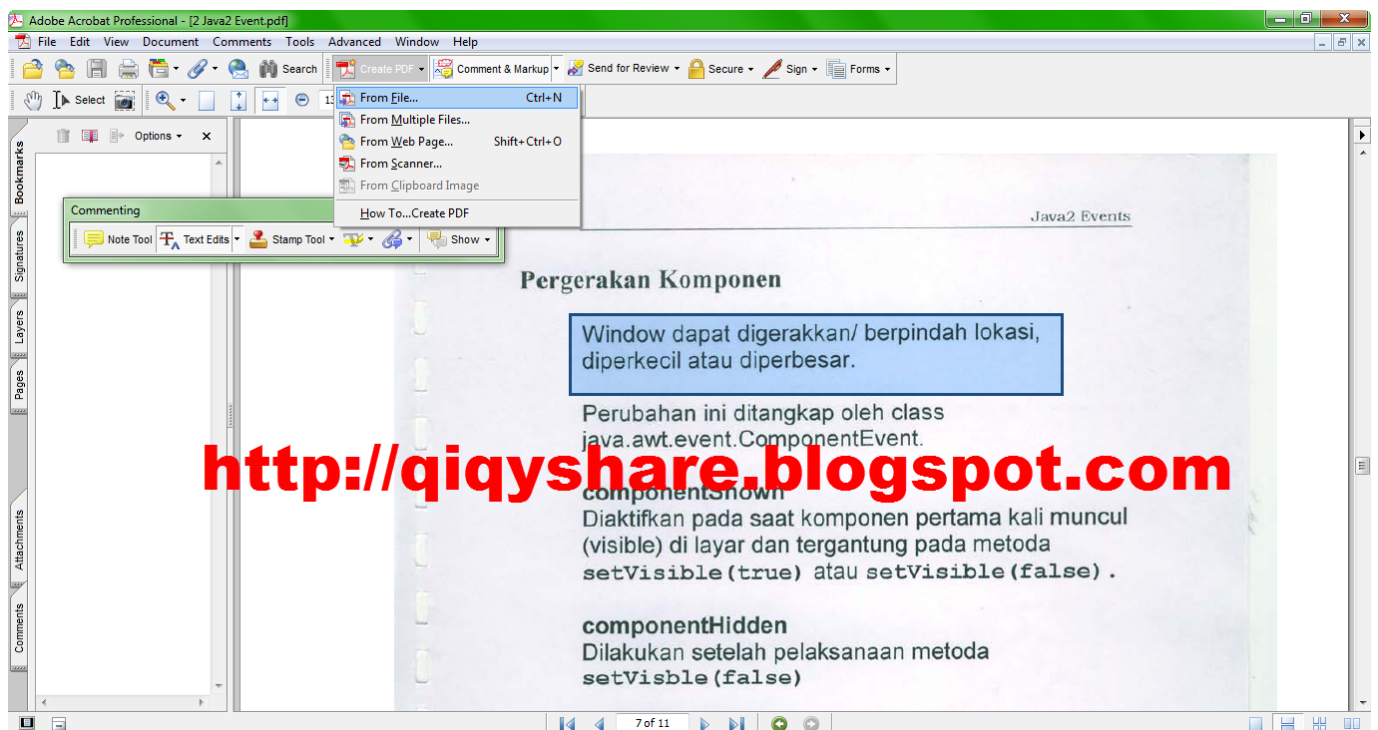 Adobe Acrobat Professional - [2 Java2 Event.pdf]
File Edit View Document Comments Tools Advanced Window Help
Search Create PDF Comment & Markup Send for Review Secure Sign Forms
Select
From File... Ctrl+N
From Multiple Files...
From Web Page... Shift+Ctrl+O
From Scanner...
From Clipboard Image
How To...Create PDF
Options
Bookmarks
Signatures
Layers
Pages
Attachments
Comments
Commenting
Note Tool Text Edits Stamp Tool Show
Java2 Events
Pergerakan Komponen
Window dapat digerakkan/ berpindah lokasi,
diperkecil atau diperbesar.
Perubahan ini ditangkap oleh class
java.awt.event.ComponentEvent.
http://qiqyshare.blogspot.com
componentShown
Diaktifkan pada saat komponen pertama kali muncul
(visible) di layar dan tergantung pada metoda
setVisible(true) atau setVisible(false).
componentHidden
Dilakukan setelah pelaksanaan metoda
setVisble(false)
7 of 11